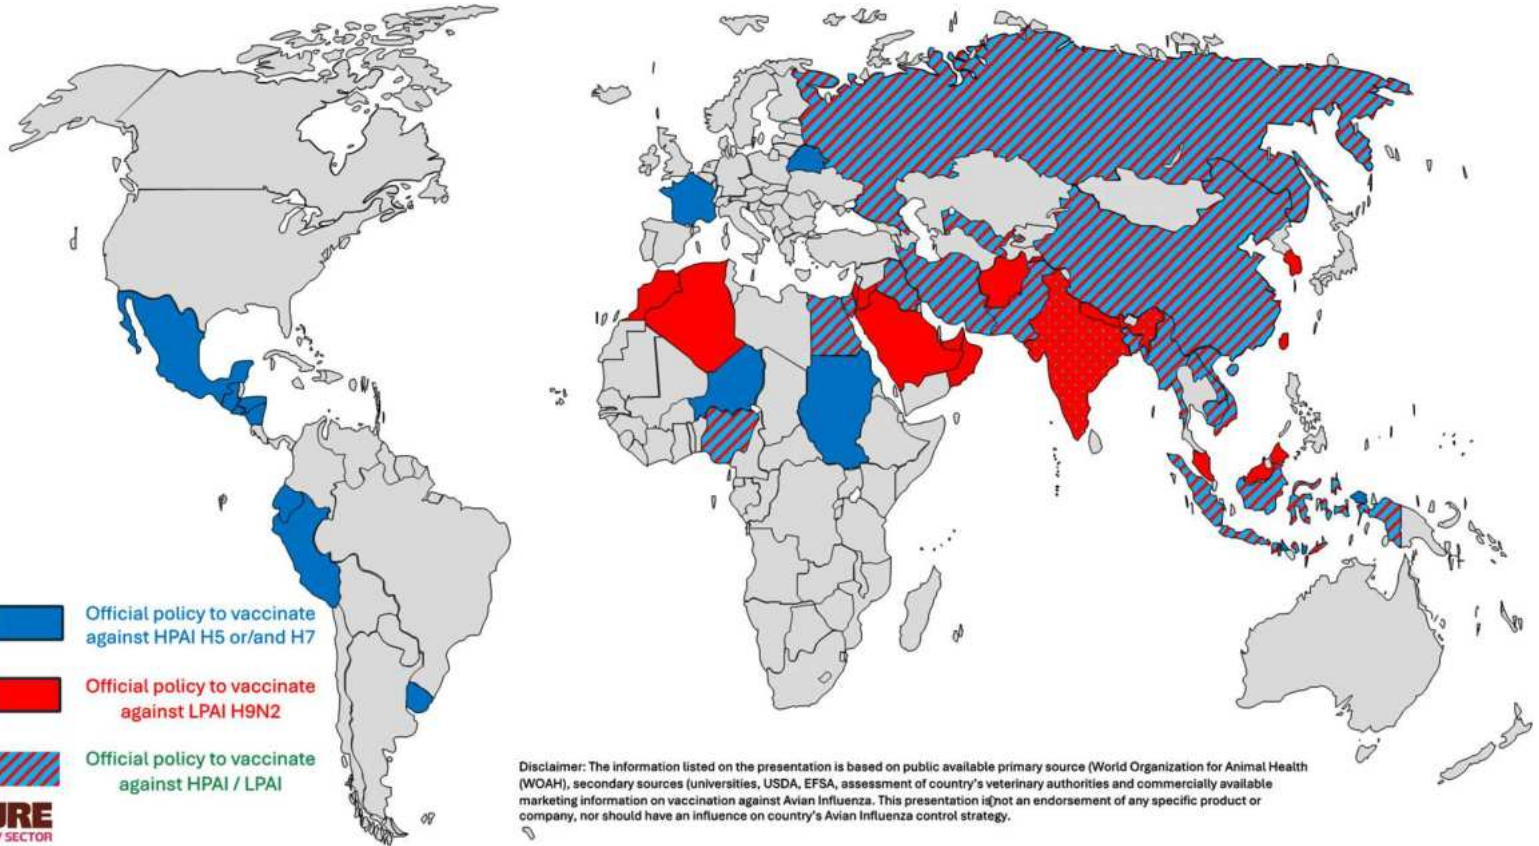 Official policy to vaccinate
against HPAI H5 or/and H7
Official policy to vaccinate
against LPAI H9N2
Official policy to vaccinate
against HPAI / LPAI
URE
Y SECTOR
Disclaimer: The information listed on the presentation is based on public available primary source (World Organization for Animal Health
(WOAH), secondary sources (universities, USDA, EFSA, assessment of country's veterinary authorities and commercially available
marketing information on vaccination against Avian Influenza. This presentation is not an endorsement of any specific product or
company, nor should have an influence on country's Avian Influenza control strategy.